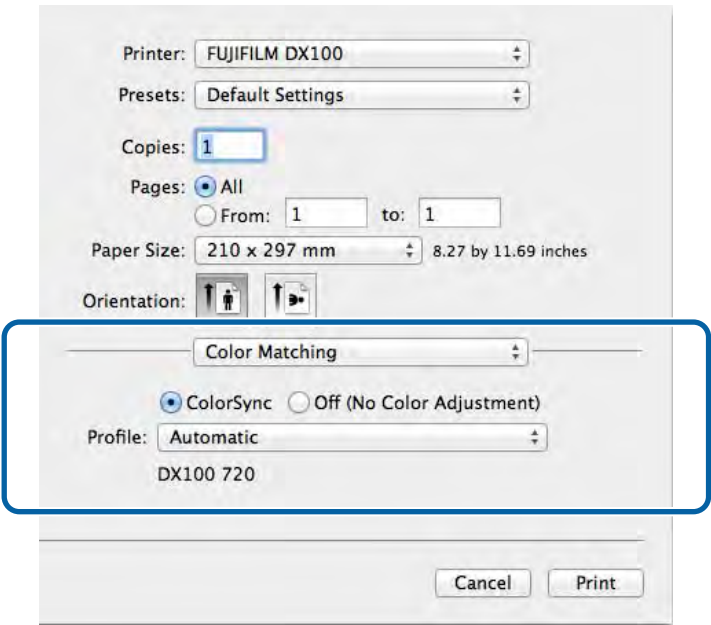 Printer: FUJIFILM DX100
Presets: Default Settings
Copies: 1
Pages: All
From: 1 to: 1
Paper Size: 210 x 297 mm 8.27 by 11.69 inches
Orientation:
Color Matching
ColorSync Off (No Color Adjustment)
Profile: Automatic
DX100 720
Cancel Print